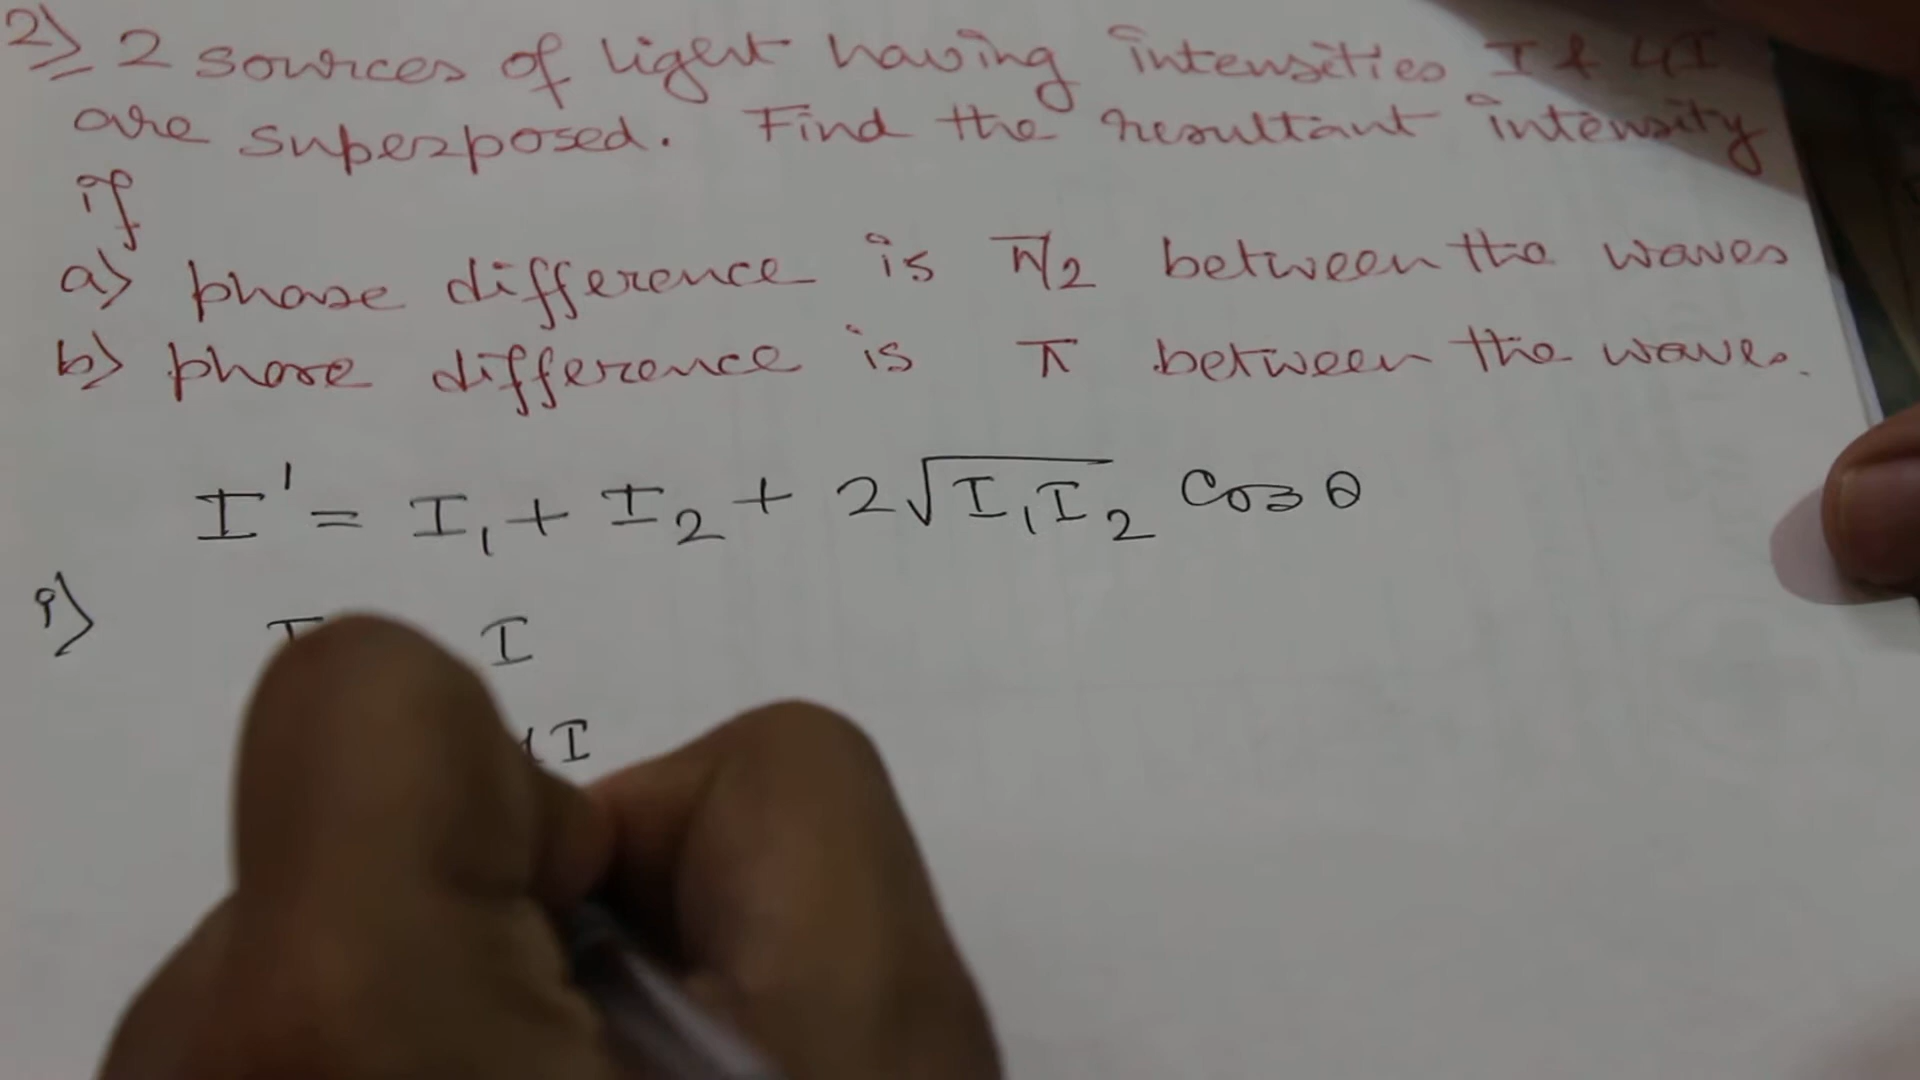 2) 2 sources of light having intensities I & 4I
are superposed. Find the resultant intensity
if
a) phase difference is π/2 between the waves
b) phase difference is π between the waves.
I' = I₁ + I₂ + 2√I₁I₂ Cos θ
i)
I
I